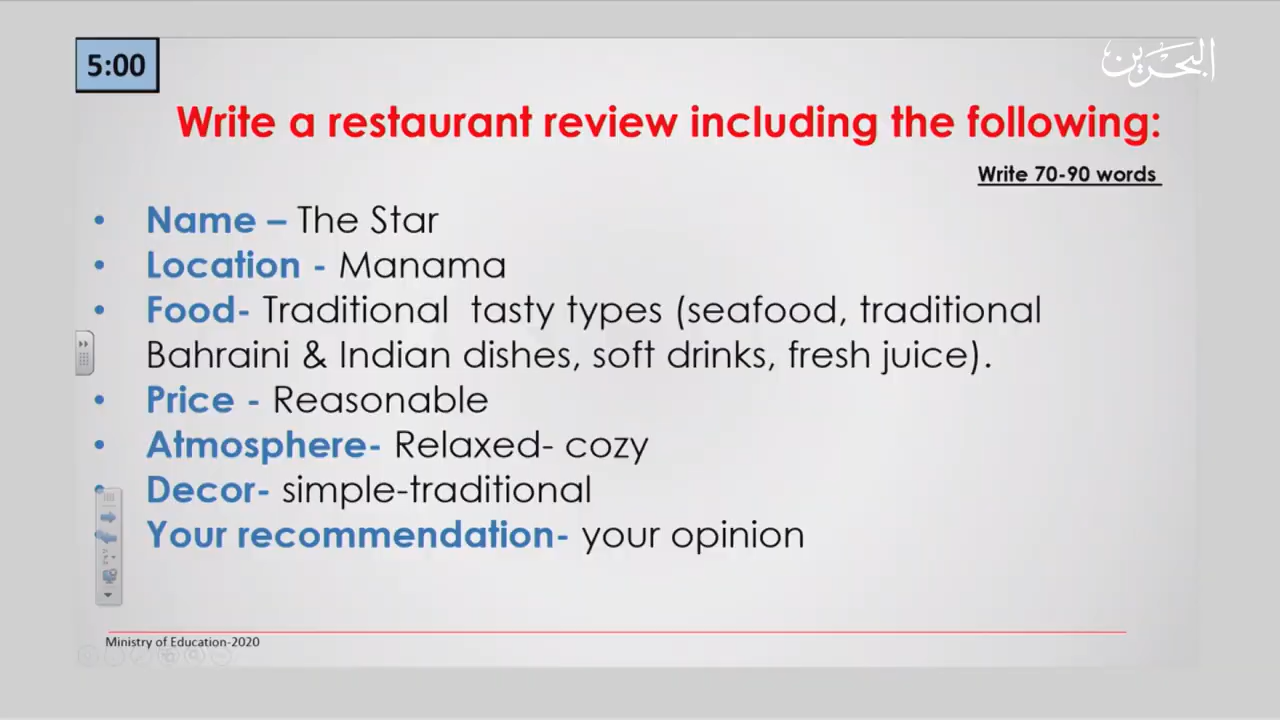 5:00
البحرين
Write a restaurant review including the following:
Write 70-90 words
• Name – The Star
• Location - Manama
• Food- Traditional tasty types (seafood, traditional
Bahraini & Indian dishes, soft drinks, fresh juice).
• Price - Reasonable
• Atmosphere- Relaxed- cozy
• Decor- simple-traditional
Your recommendation- your opinion
Ministry of Education-2020